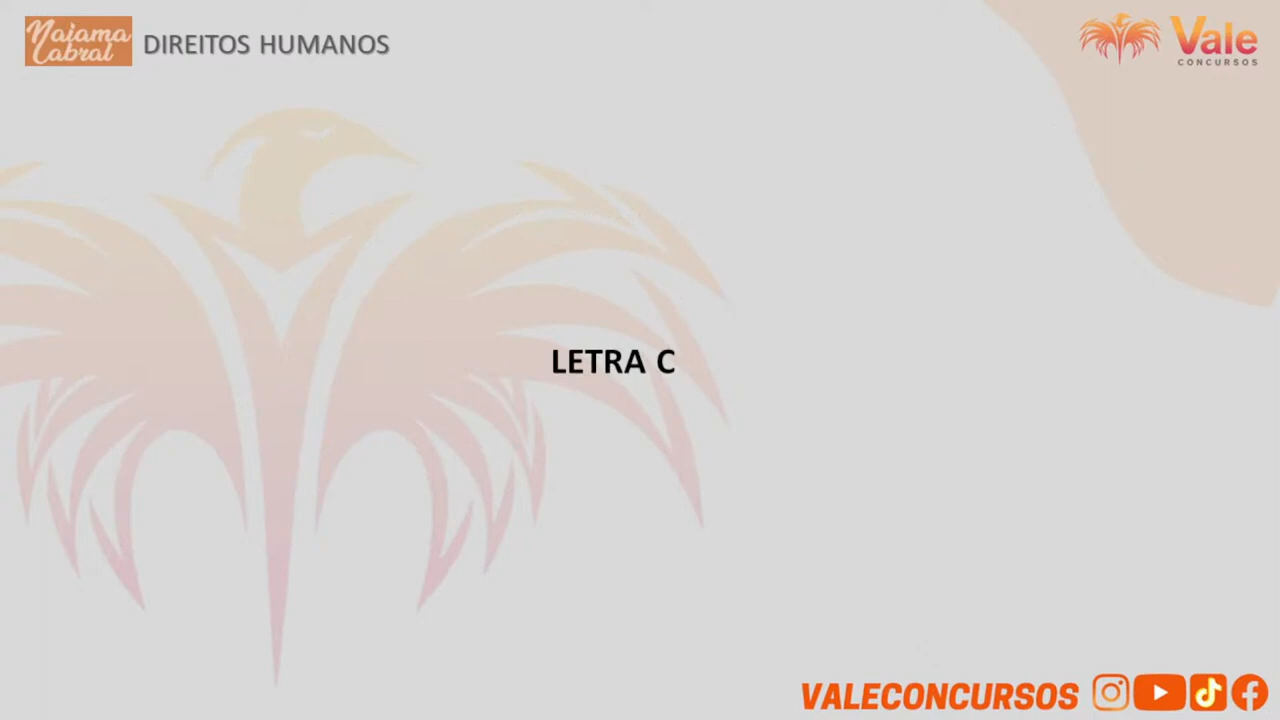 Naiama
Cabral
DIREITOS HUMANOS
Vale
CONCURSOS
LETRA C
VALECONCURSOS